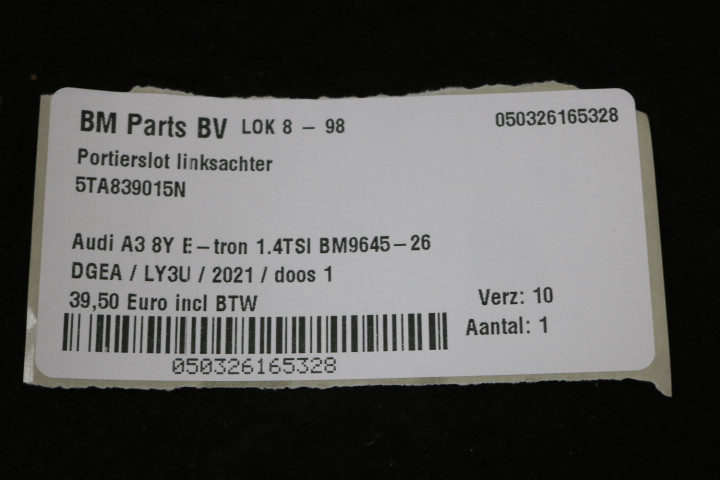 BM Parts BV LOK 8 - 98 050326165328
Portierslot linksachter
5TA839015N
Audi A3 8Y E-tron 1.4TSI BM9645-26
DGEA / LY3U / 2021 / doos 1
39,50 Euro incl BTW Verz: 10
Aantal: 1
050326165328